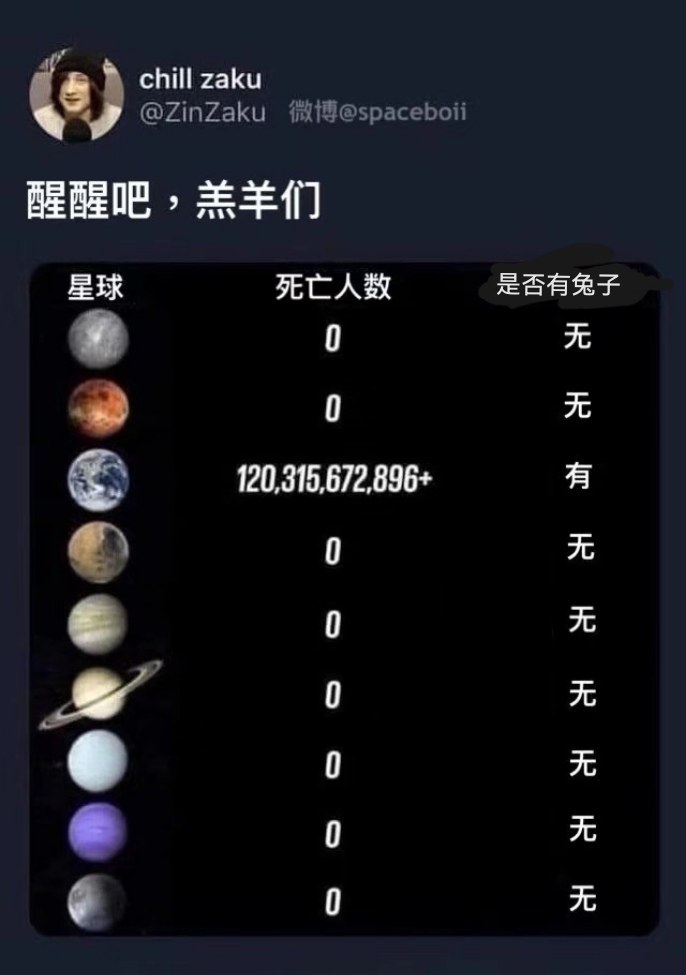 chill zaku
@ZinZaku 微博@spaceboii
醒醒吧，羔羊们
星球 死亡人数 是否有兔子
0 无
0 无
120,315,672,896+ 有
0 无
0 无
0 无
0 无
0 无
0 无